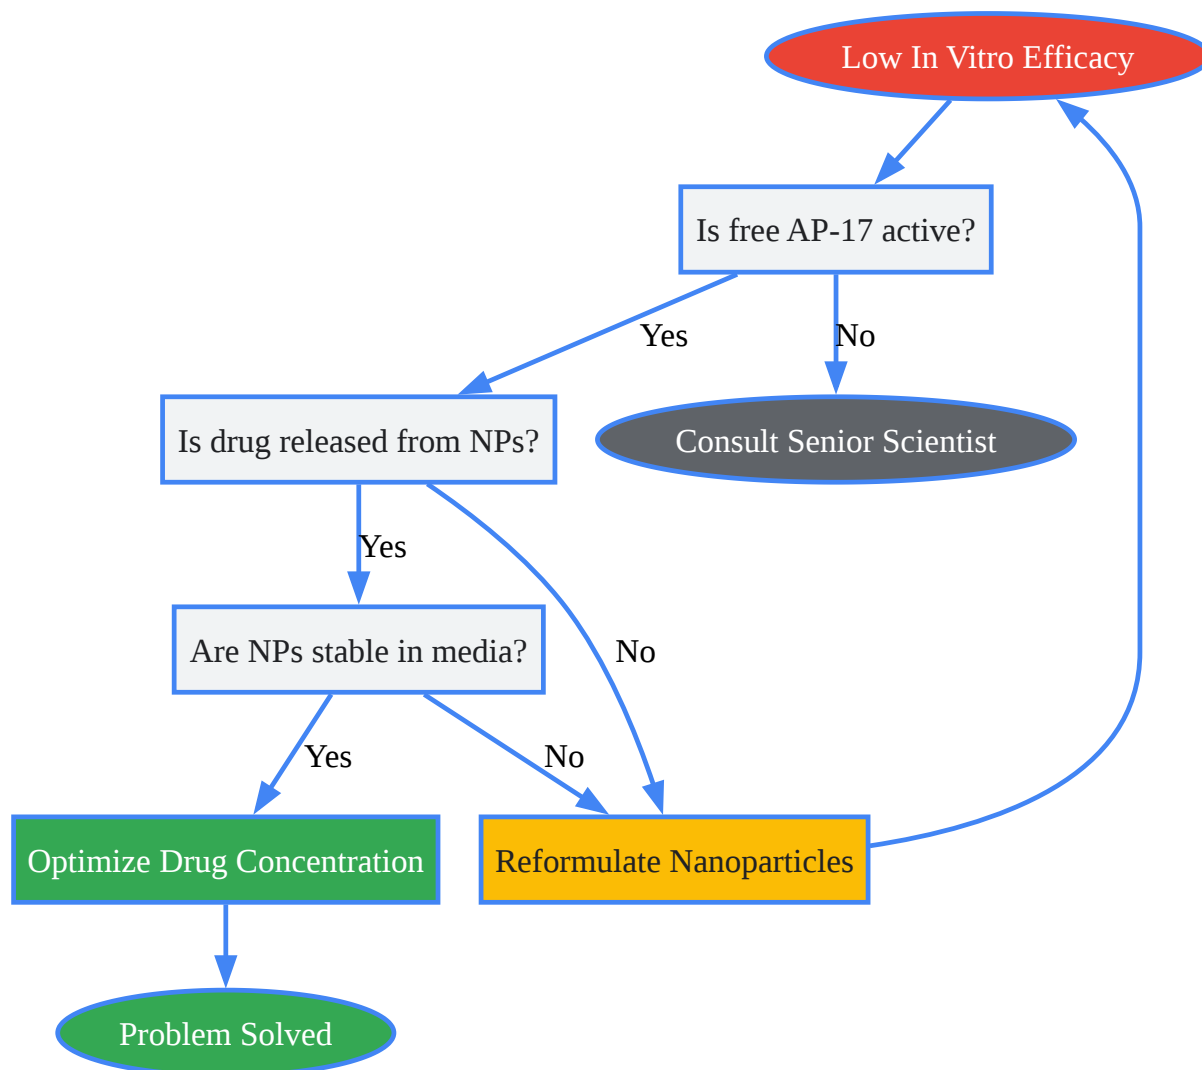 Low In Vitro Efficacy
Is free AP-17 active?
Yes
No
Is drug released from NPs?
Consult Senior Scientist
Yes
Are NPs stable in media?
No
Yes
No
Optimize Drug Concentration
Reformulate Nanoparticles
Problem Solved